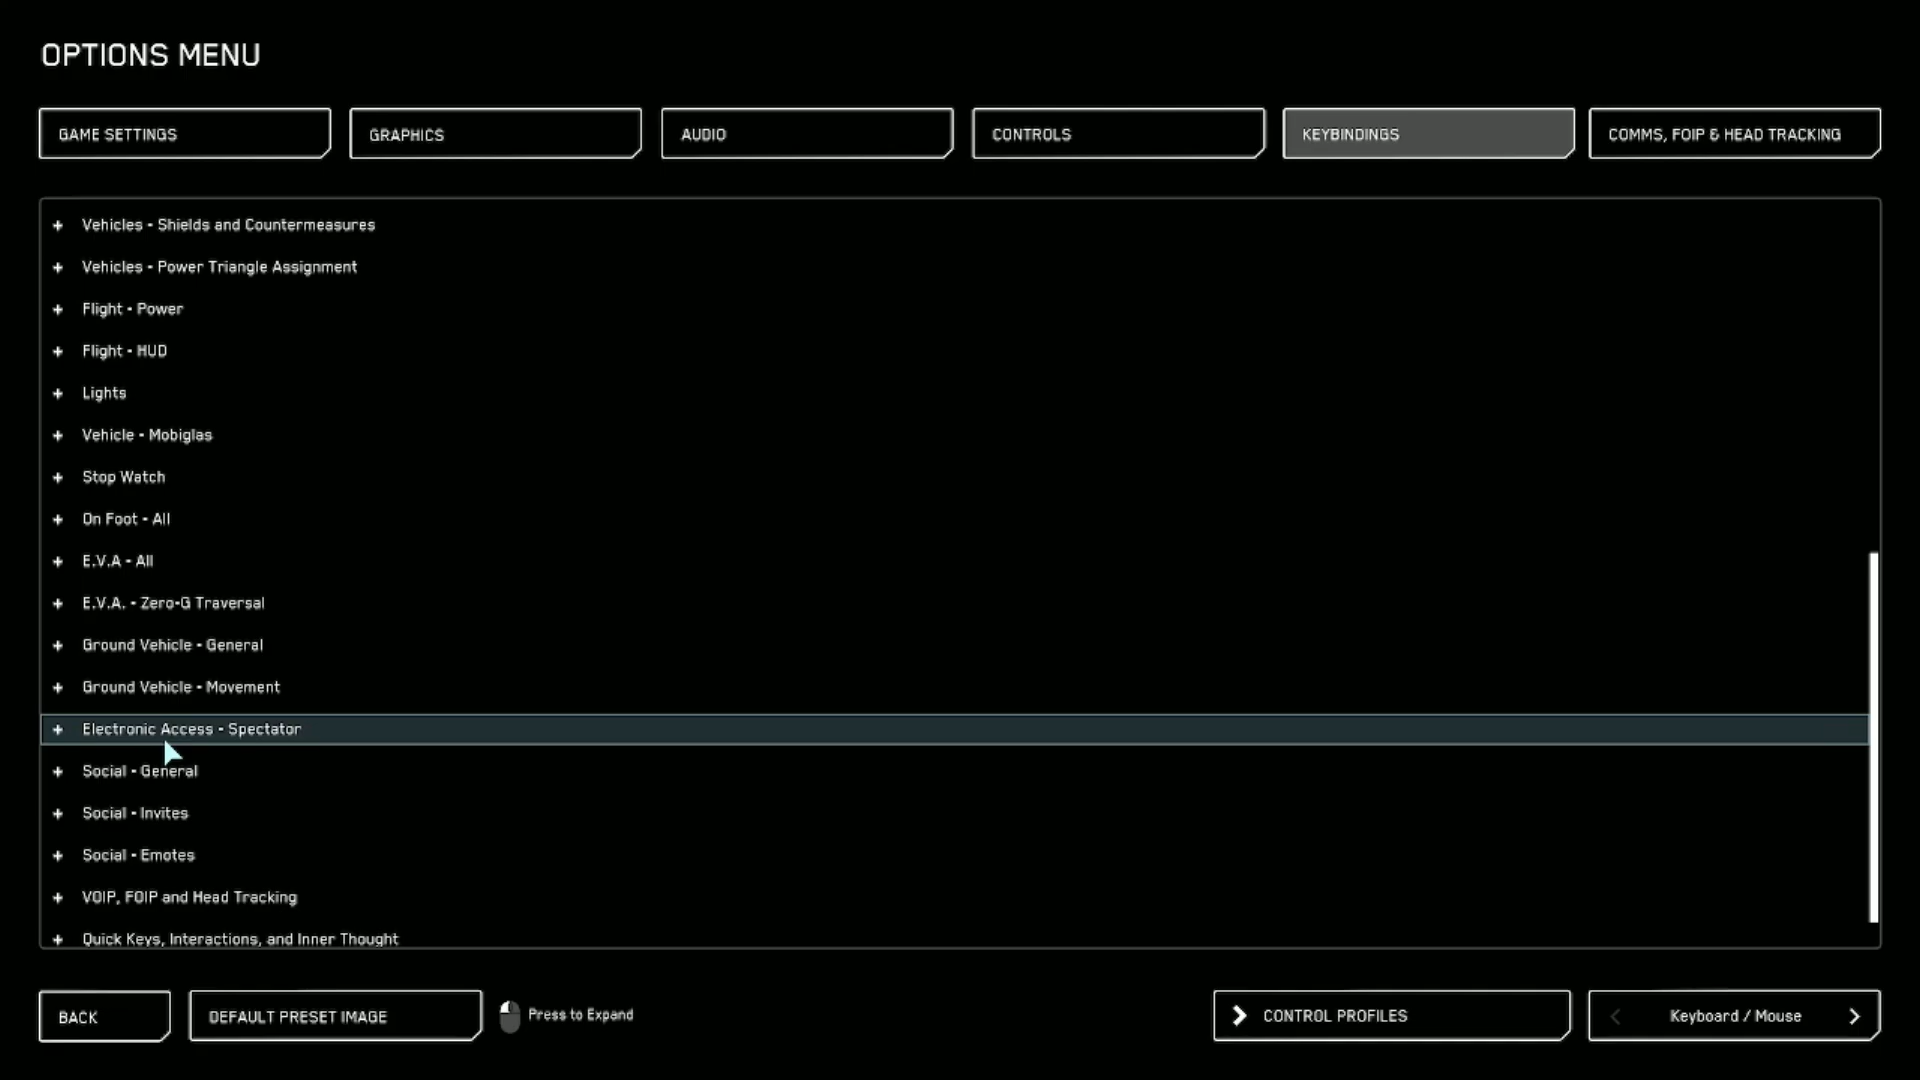 OPTIONS MENU
GAME SETTINGS
GRAPHICS
AUDIO
CONTROLS
KEYBINDINGS
COMMS, FOIP & HEAD TRACKING
+ Vehicles - Shields and Countermeasures
+ Vehicles - Power Triangle Assignment
+ Flight - Power
+ Flight - HUD
+ Lights
+ Vehicle - Mobiglas
+ Stop Watch
+ On Foot - All
+ E.V.A - All
+ E.V.A. - Zero-G Traversal
+ Ground Vehicle - General
+ Ground Vehicle - Movement
+ Electronic Access - Spectator
+ Social - General
+ Social - Invites
+ Social - Emotes
+ VOIP, FOIP and Head Tracking
+ Quick Keys, Interactions, and Inner Thought
BACK
DEFAULT PRESET IMAGE
Press to Expand
CONTROL PROFILES
Keyboard / Mouse